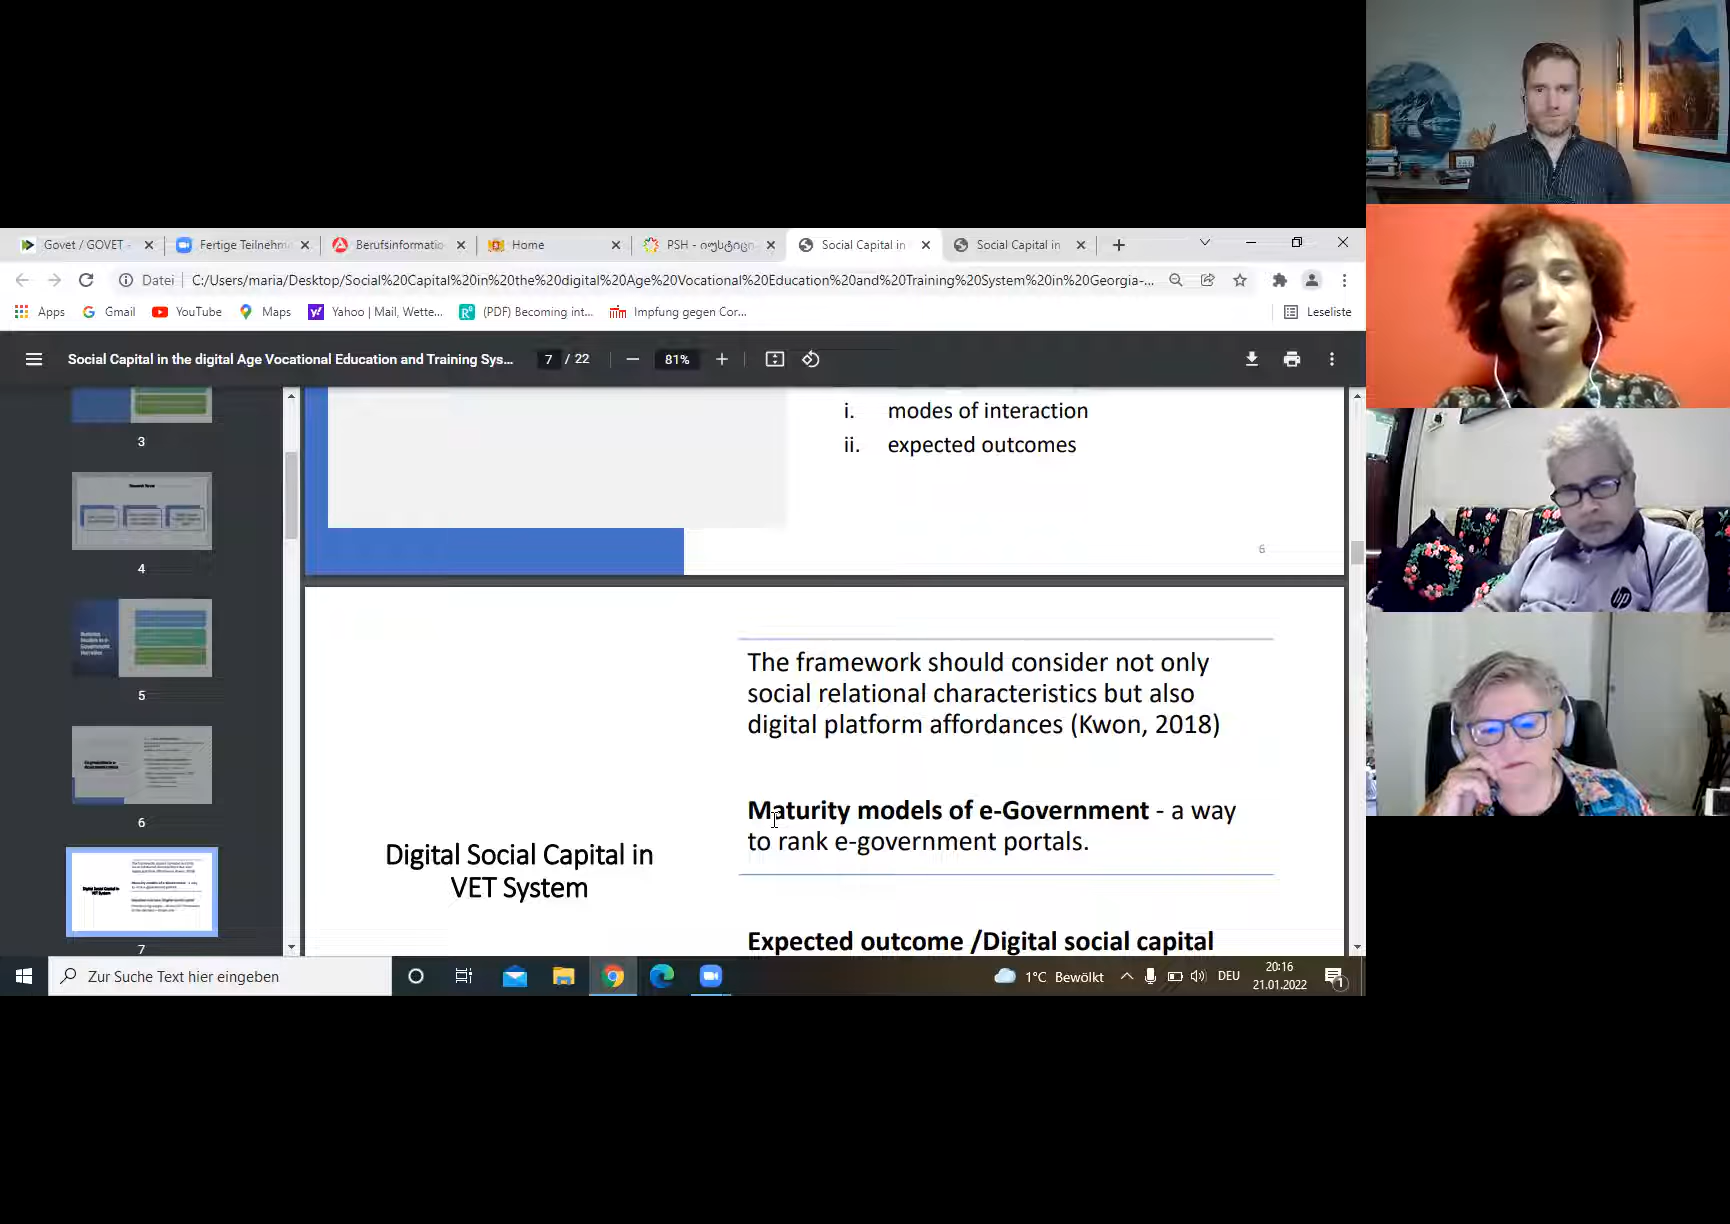 Govet / GOVET -
Fertige Teilnehm
Berufsinformatio
Home
PSH - იუსტიცი
Social Capital in
Social Capital in
Datei
C:/Users/maria/Desktop/Social%20Capital%20in%20the%20digital%20Age%20Vocational%20Education%20and%20Training%20System%20in%20Georgia-...
Apps
Gmail
YouTube
Maps
Yahoo | Mail, Wette...
(PDF) Becoming int...
Impfung gegen Cor...
Leseliste
Social Capital in the digital Age Vocational Education and Training Sys...
7 / 22
81%
3
4
5
6
7
i. modes of interaction
ii. expected outcomes
6
The framework should consider not only
social relational characteristics but also
digital platform affordances (Kwon, 2018)
Maturity models of e-Government - a way
to rank e-government portals.
Digital Social Capital in
VET System
Expected outcome /Digital social capital
Zur Suche Text hier eingeben
1°C Bewölkt
DEU
20:16
21.01.2022
1
hp